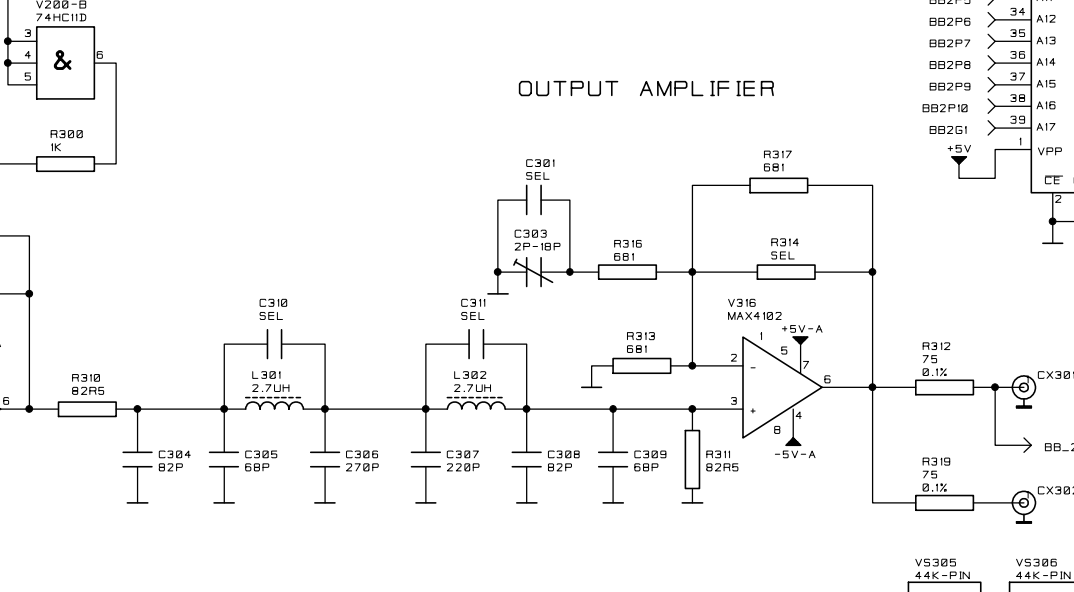 V200-B
74HC11D
3
4
5
&
6
R300
1K
OUTPUT AMPLIFIER
BB2P6
34
A12
BB2P7
35
A13
BB2P8
36
A14
BB2P9
37
A15
BB2P10
38
A16
BB2G1
39
A17
+5V
1
VPP
CE
2
C301
SEL
C303
2P-18P
R316
681
R317
681
R314
SEL
C310
SEL
C311
SEL
R313
681
V316
MAX4102
1
+5V-A
5
7
2
-
3
+
6
4
8
-5V-A
6
R310
82R5
L301
2.7UH
L302
2.7UH
C304
82P
C305
68P
C306
270P
C307
220P
C308
82P
C309
68P
R311
82R5
R312
75
0.1%
CX301
BB_2
R319
75
0.1%
VS305
44K-PIN
VS306
44K-PIN